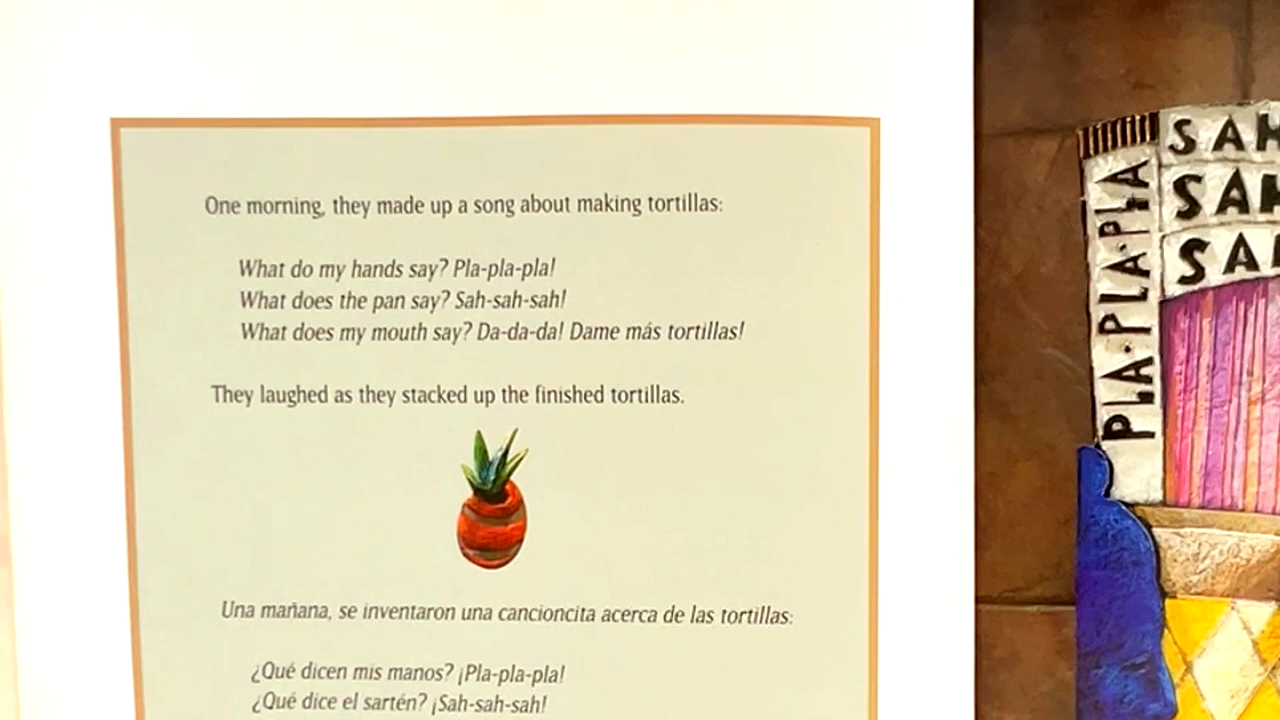 One morning, they made up a song about making tortillas:
What do my hands say? Pla-pla-pla!
What does the pan say? Sah-sah-sah!
What does my mouth say? Da-da-da! Dame más tortillas!
They laughed as they stacked up the finished tortillas.
Una mañana, se inventaron una cancioncita acerca de las tortillas:
¿Qué dicen mis manos? ¡Pla-pla-pla!
¿Qué dice el sartén? ¡Sah-sah-sah!
PLA·PLA·PLA
SAH
SAH
SAH